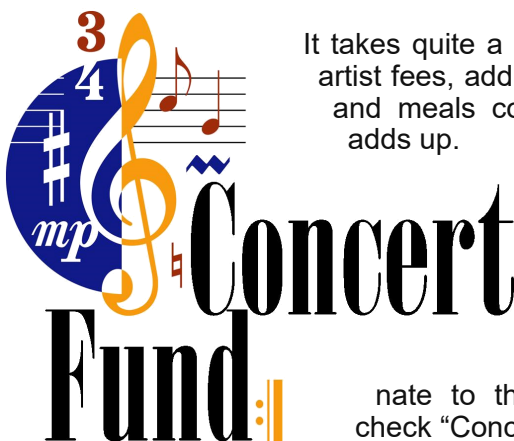 It takes quite a
artist fees, add
and meals co
adds up.
3
4
mp
Concert
Fund
nate to th
check “Conc